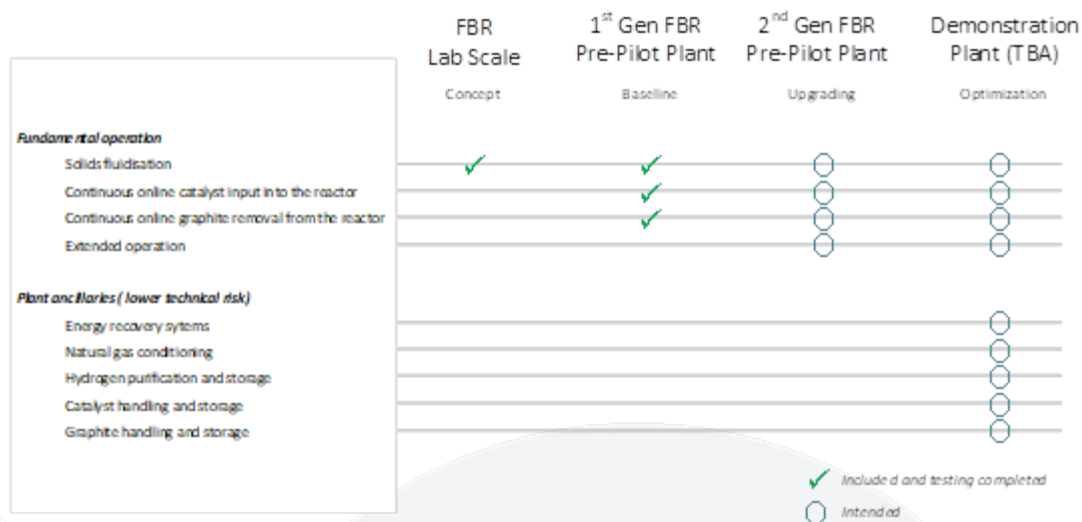 FBR
Lab Scale
1st Gen FBR
Pre-Pilot Plant
2nd Gen FBR
Pre-Pilot Plant
Demonstration
Plant (TBA)
Concept
Baseline
Upgrading
Optimization
Fundamental operation
Solids fluidisation
Continuous online catalyst input into the reactor
Continuous online graphite removal from the reactor
Extended operation
Plant ancillaries ( lower technical risk)
Energy recovery sytems
Natural gas conditioning
Hydrogen purification and storage
Catalyst handling and storage
Graphite handling and storage
Included and testing completed
Intended